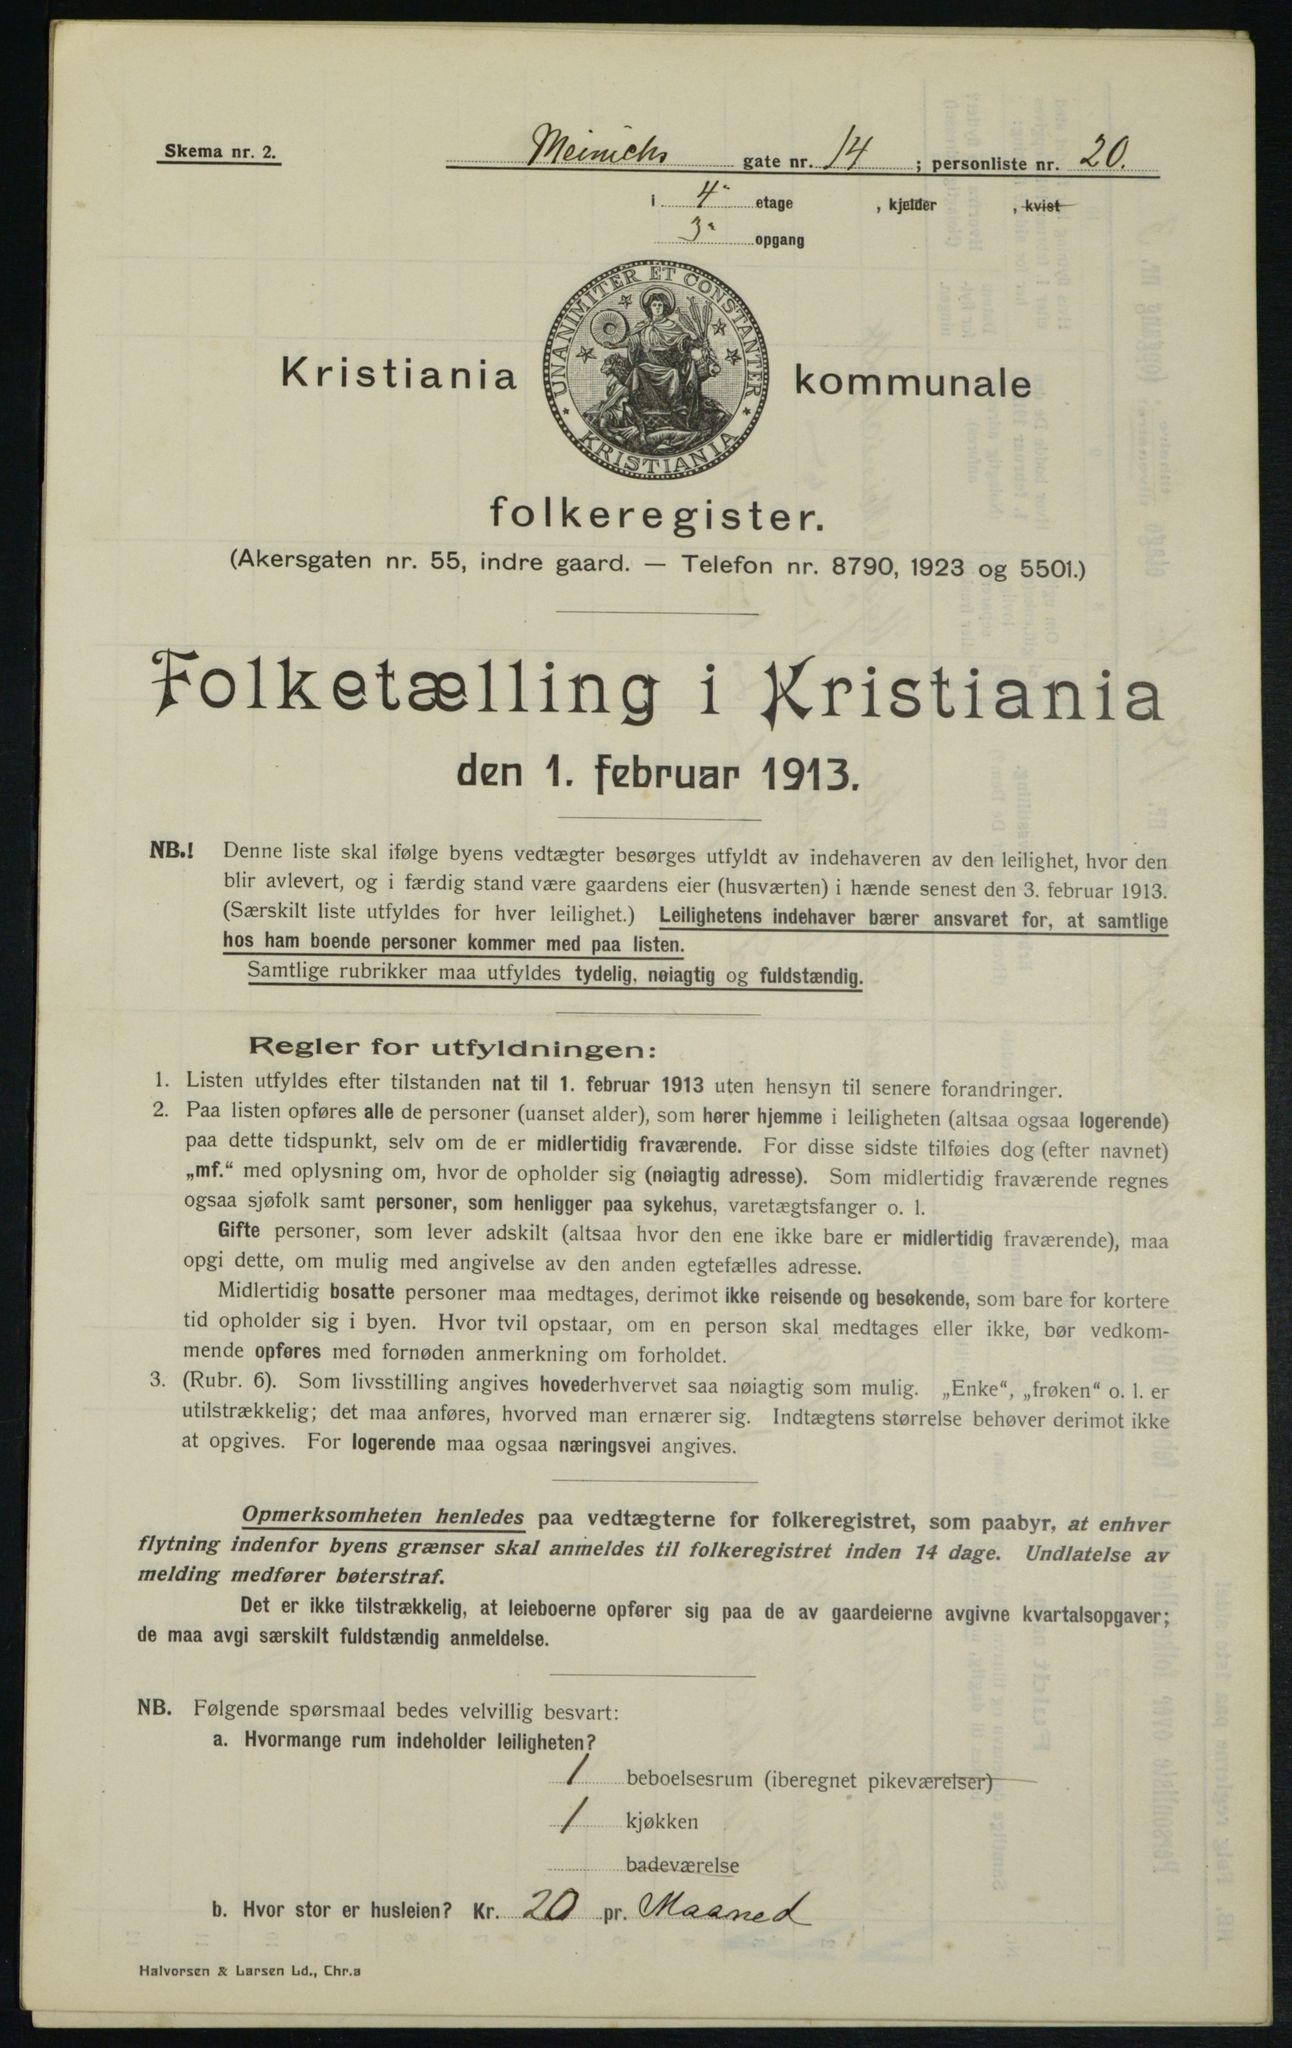 Skema nr. 2.
Meinichs gate nr. 14 ; personliste nr. 20.
i 4e etage , kjelder , kvist
3e opgang
UNANIMITER ET CONSTANTER
KRISTIANIA
Kristiania kommunale
folkeregister.
(Akersgaten nr. 55, indre gaard. — Telefon nr. 8790, 1923 og 5501.)
Folketælling i Kristiania
den 1. februar 1913.
NB.! Denne liste skal ifølge byens vedtægter besørges utfyldt av indehaveren av den leilighet, hvor den
blir avlevert, og i færdig stand være gaardens eier (husværten) i hænde senest den 3. februar 1913.
(Særskilt liste utfyldes for hver leilighet.) Leilighetens indehaver bærer ansvaret for, at samtlige
hos ham boende personer kommer med paa listen.
Samtlige rubrikker maa utfyldes tydelig, nøiagtig og fuldstændig.
Regler for utfyldningen:
1. Listen utfyldes efter tilstanden nat til 1. februar 1913 uten hensyn til senere forandringer.
2. Paa listen opføres alle de personer (uanset alder), som hører hjemme i leiligheten (altsaa ogsaa logerende)
paa dette tidspunkt, selv om de er midlertidig fraværende. For disse sidste tilføies dog (efter navnet)
„mf.“ med oplysning om, hvor de opholder sig (nøiagtig adresse). Som midlertidig fraværende regnes
ogsaa sjøfolk samt personer, som henligger paa sykehus, varetægtsfanger o. l.
Gifte personer, som lever adskilt (altsaa hvor den ene ikke bare er midlertidig fraværende), maa
opgi dette, om mulig med angivelse av den anden egtefælles adresse.
Midlertidig bosatte personer maa medtages, derimot ikke reisende og besøkende, som bare for kortere
tid opholder sig i byen. Hvor tvil opstaar, om en person skal medtages eller ikke, bør vedkom-
mende opføres med fornøden anmerkning om forholdet.
3. (Rubr. 6). Som livsstilling angives hovederhvervet saa nøiagtig som mulig. „Enke“, „frøken“ o. l. er
utilstrækkelig; det maa anføres, hvorved man ernærer sig. Indtægtens størrelse behøver derimot ikke
at opgives. For logerende maa ogsaa næringsvei angives.
Opmerksomheten henledes paa vedtægterne for folkeregistret, som paabyr, at enhver
flytning indenfor byens grænser skal anmeldes til folkeregistret inden 14 dage. Undlatelse av
melding medfører bøterstraf.
Det er ikke tilstrækkelig, at leieboerne opfører sig paa de av gaardeierne avgivne kvartalsopgaver;
de maa avgi særskilt fuldstændig anmeldelse.
NB. Følgende spørsmaal bedes velvillig besvart:
a. Hvormange rum indeholder leiligheten?
1 beboelsesrum (iberegnet pikeværelser)
1 kjøkken
badeværelse
b. Hvor stor er husleien? Kr. 20 pr. Maaned
Halvorsen & Larsen Ld., Chr.a